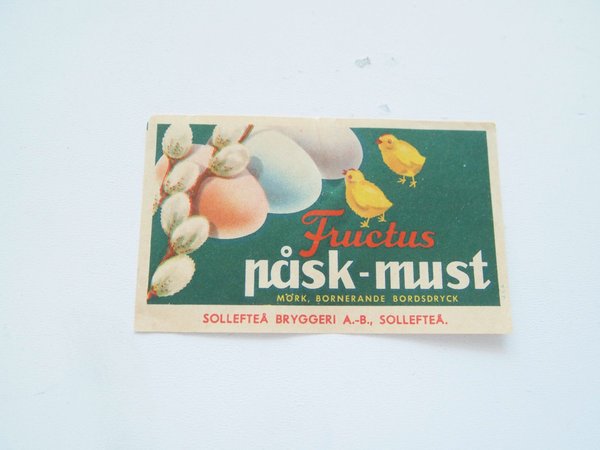 Fructus
påsk-must
MÖRK, BORNERANDE BORDSDRYCK
SOLLEFTEÅ BRYGGERI A.-B., SOLLEFTEÅ.